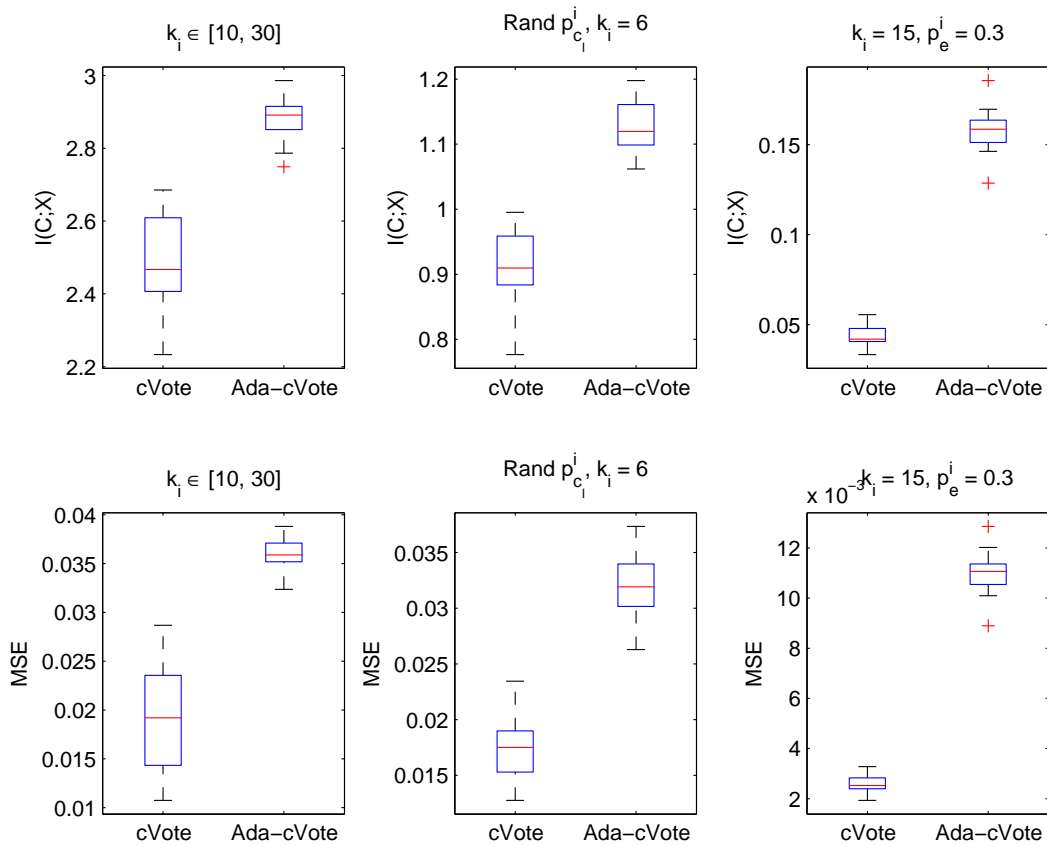 k_i ∈ [10, 30]
3
2.8
2.6
2.4
2.2
I(C;X)
cVote Ada−cVote
Rand p_{c_l}^i, k_i = 6
1.2
1.1
1
0.9
0.8
I(C;X)
cVote Ada−cVote
k_i = 15, p_e^i = 0.3
0.15
0.1
0.05
I(C;X)
cVote Ada−cVote
k_i ∈ [10, 30]
0.04
0.035
0.03
0.025
0.02
0.015
0.01
MSE
cVote Ada−cVote
Rand p_{c_l}^i, k_i = 6
0.035
0.03
0.025
0.02
0.015
MSE
cVote Ada−cVote
k_i = 15, p_e^i = 0.3
x 10^{−3}
12
10
8
6
4
2
MSE
cVote Ada−cVote